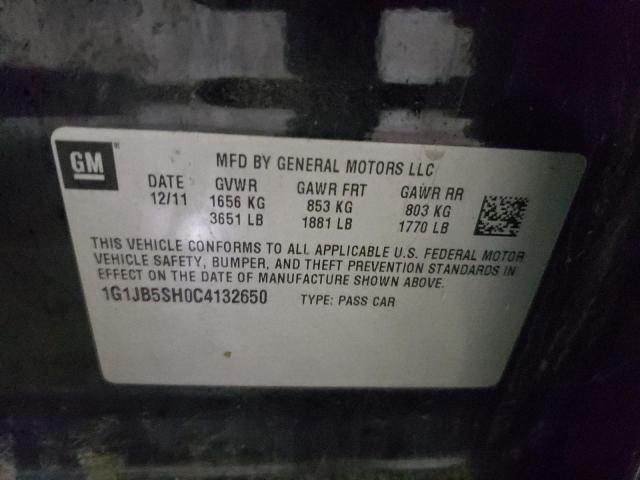 GM
MFD BY GENERAL MOTORS LLC
DATE GVWR GAWR FRT GAWR RR
12/11 1656 KG 853 KG 803 KG
3651 LB 1881 LB 1770 LB
THIS VEHICLE CONFORMS TO ALL APPLICABLE U.S. FEDERAL MOTOR
VEHICLE SAFETY, BUMPER, AND THEFT PREVENTION STANDARDS IN
EFFECT ON THE DATE OF MANUFACTURE SHOWN ABOVE.
1G1JB5SH0C4132650 TYPE: PASS CAR